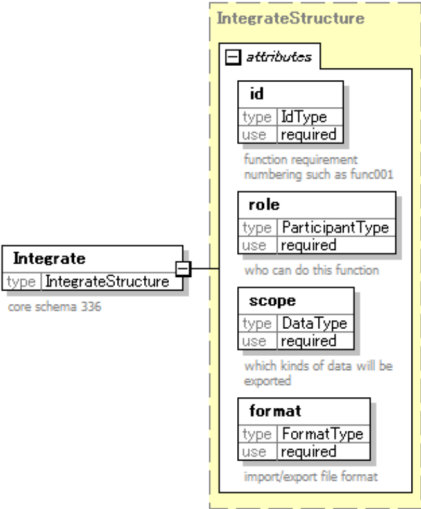 IntegrateStructure
attributes
id
type IdType
use required
function requirement
numbering such as func001
role
type ParticipantType
use required
who can do this function
Integrate
type IntegrateStructure
core schema 336
scope
type DataType
use required
which kinds of data will be
exported
format
type FormatType
use required
import/export file format